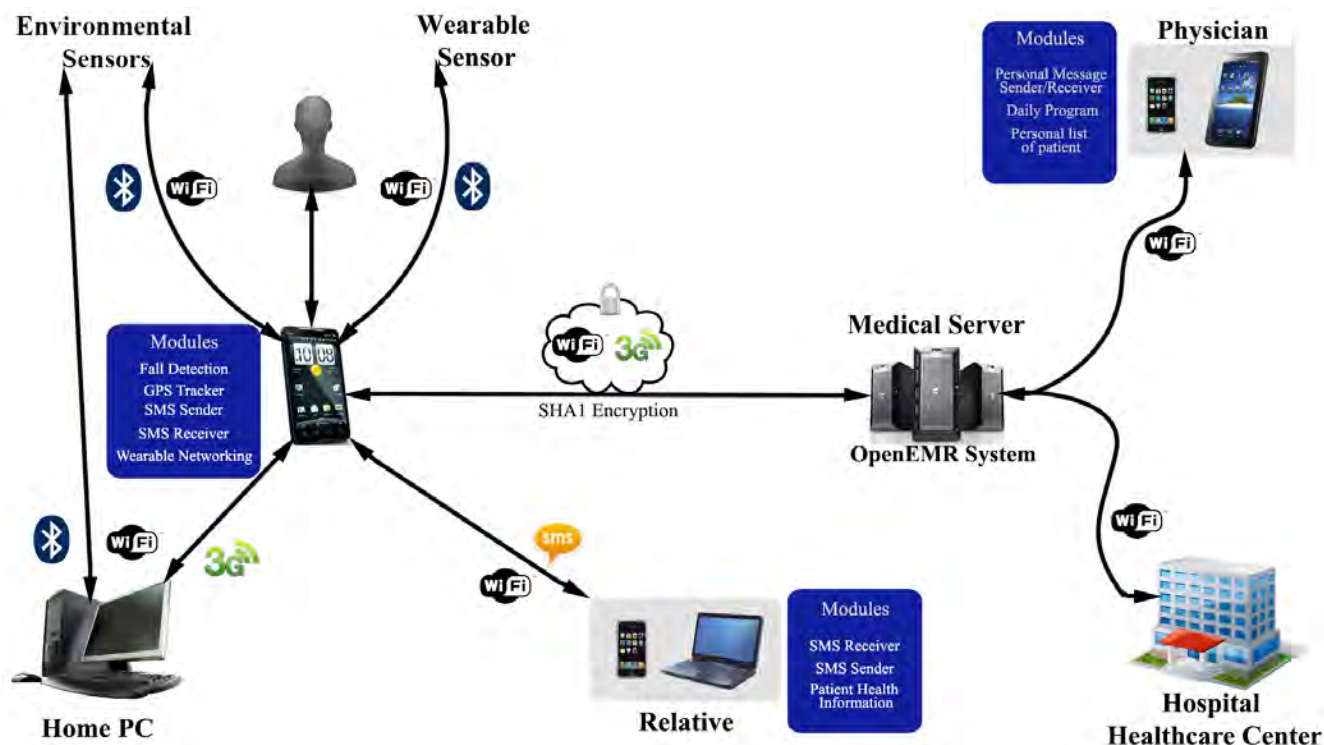 Environmental
Sensors
Wearable
Sensor
Modules
Personal Message
Sender/Receiver
Daily Program
Personal list
of patient
Physician
WiFi
WiFi
WiFi
Modules
Fall Detection
GPS Tracker
SMS Sender
SMS Receiver
Wearable Networking
10 08
WiFi
3G
SHA1 Encryption
Medical Server
OpenEMR System
WiFi
3G
sms
WiFi
WiFi
Home PC
Relative
Modules
SMS Receiver
SMS Sender
Patient Health
Information
Hospital
Healthcare Center